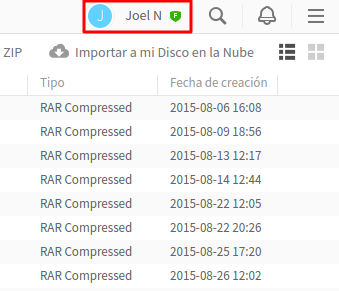 J Joel N F
ZIP Importar a mi Disco en la Nube
Tipo Fecha de creación
RAR Compressed 2015-08-06 16:08
RAR Compressed 2015-08-09 18:56
RAR Compressed 2015-08-13 12:17
RAR Compressed 2015-08-14 12:44
RAR Compressed 2015-08-22 12:05
RAR Compressed 2015-08-22 20:26
RAR Compressed 2015-08-25 17:20
RAR Compressed 2015-08-26 12:02